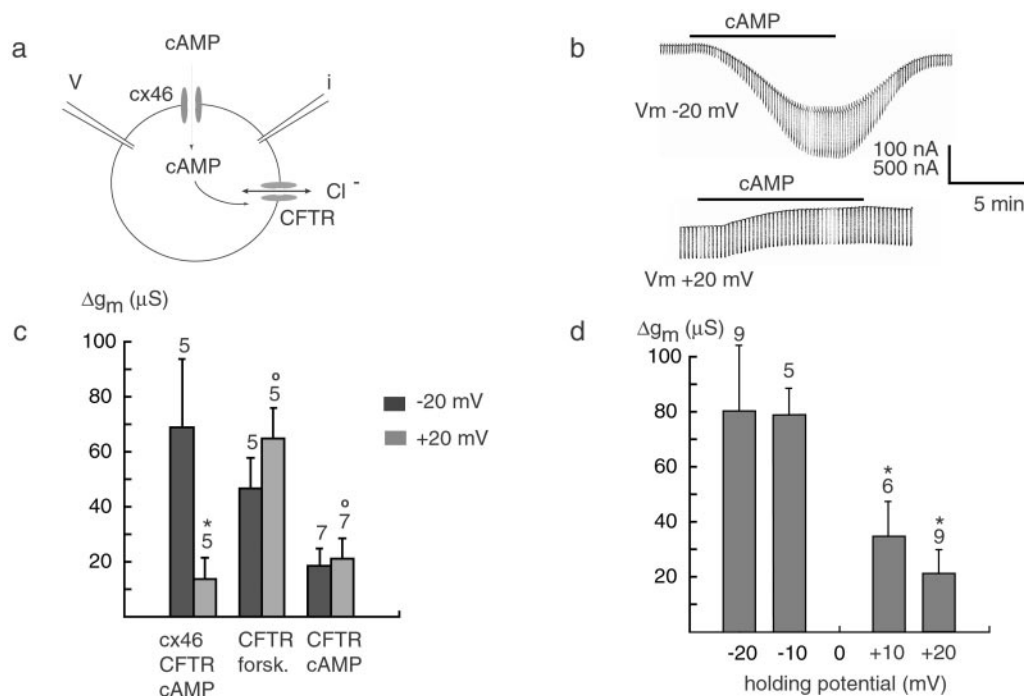 a
cAMP
V
cx46
i
cAMP
Cl -
CFTR
b
cAMP
Vm -20 mV
100 nA
500 nA
5 min
cAMP
Vm +20 mV
c
Δgm (µS)
100
80
60
40
20
5
*
5
5
o
5
7
o
7
-20 mV
+20 mV
cx46
CFTR
cAMP
CFTR
forsk.
CFTR
cAMP
d
Δgm (µS)
100
80
60
40
20
9
5
*
6
*
9
-20 -10 0 +10 +20
holding potential (mV)